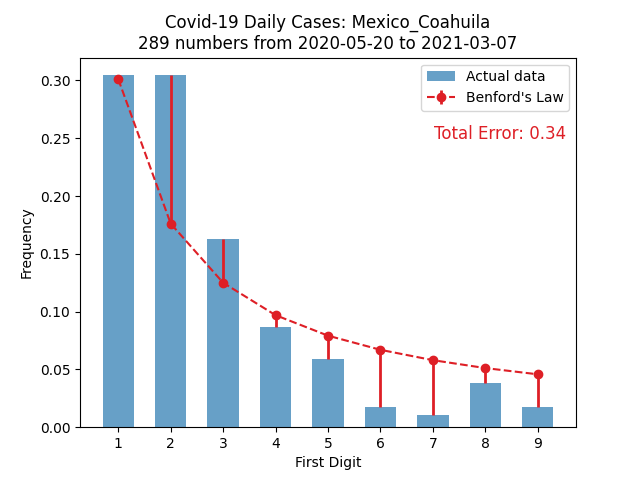 Covid-19 Daily Cases: Mexico_Coahuila
289 numbers from 2020-05-20 to 2021-03-07
Actual data
Benford's Law
Total Error: 0.34
Frequency
0.30
0.25
0.20
0.15
0.10
0.05
0.00
1 2 3 4 5 6 7 8 9
First Digit